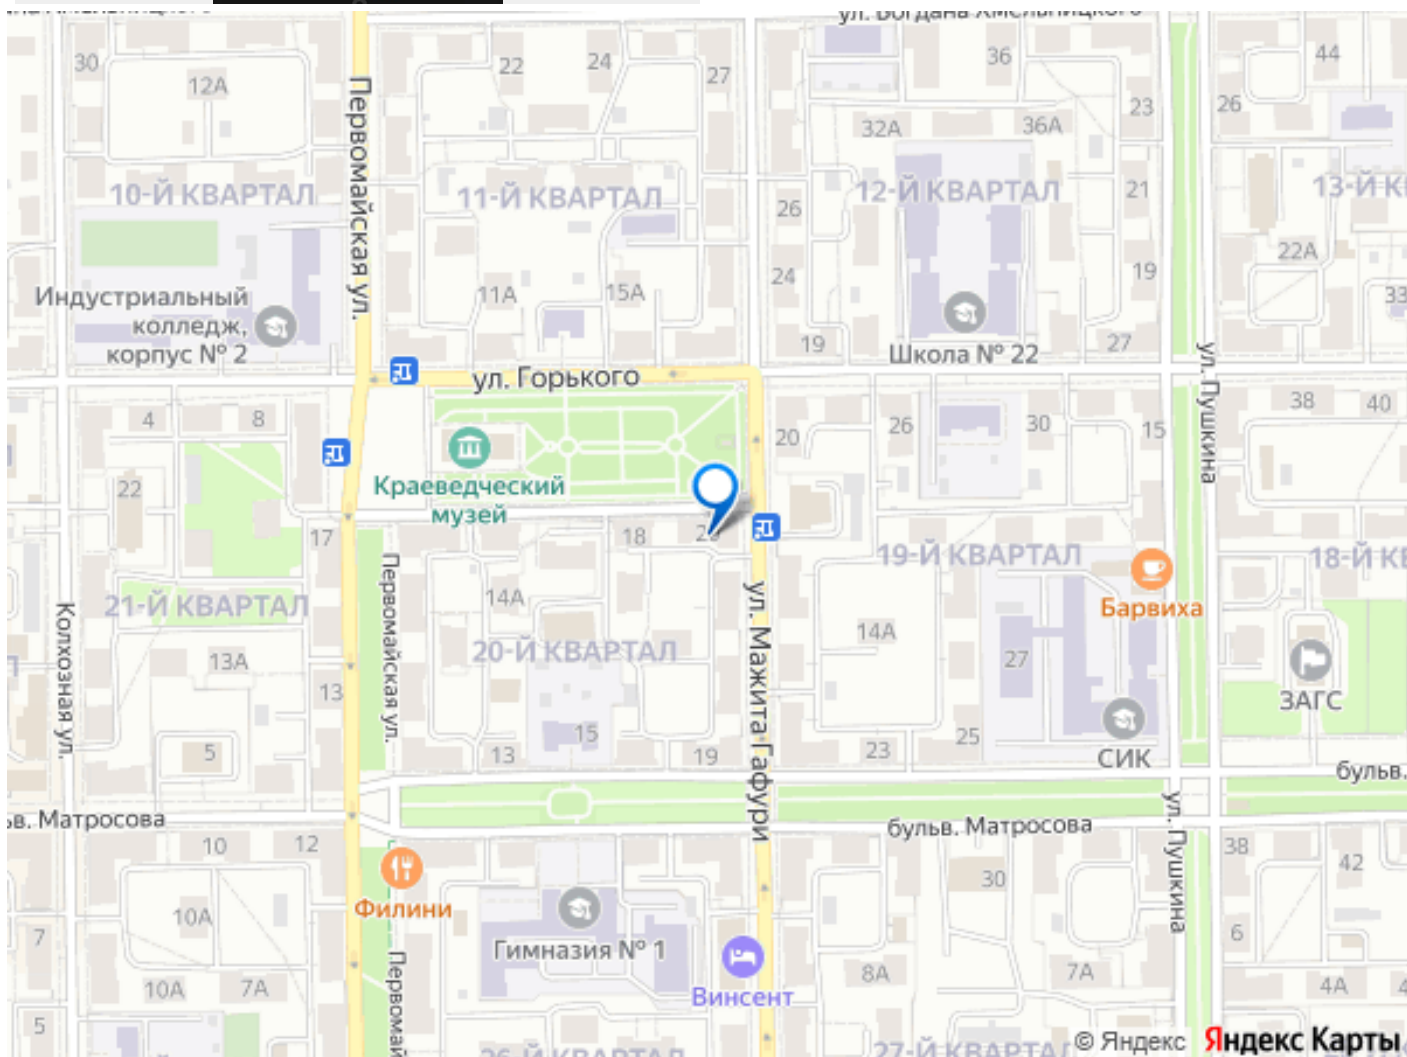 ул. Богдана Хмельницкого
30
12А
22
24
27
36
44
26
23
32А
36А
Первомайская ул.
10-Й КВАРТАЛ
11-Й КВАРТАЛ
12-Й КВАРТАЛ
13-Й К
21
26
22А
24
19
Индустриальный
колледж,
корпус № 2
11А
15А
33
19
Школа № 22
27
ул. Горького
ул. Пушкина
4
8
38
40
20
26
30
15
Краеведческий
музей
22
17
18
19-Й КВАРТАЛ
18-Й КВ
Первомайская ул.
ул. Мажита Гафури
Барвиха
14А
21-Й КВАРТАЛ
Колхозная ул.
20-Й КВАРТАЛ
14А
13А
27
13
ЗАГС
5
15
13
19
23
25
СИК
бульв.
ьв. Матросова
бульв. Матросова
ул. Пушкина
10
12
38
42
30
Филини
10А
7
Гимназия № 1
6
8А
7А
Винсент
10А
7А
Первомай
4А
4
5
26-Й КВАРТАЛ
27-Й КВАРТАЛ
© Яндекс Яндекс Карты